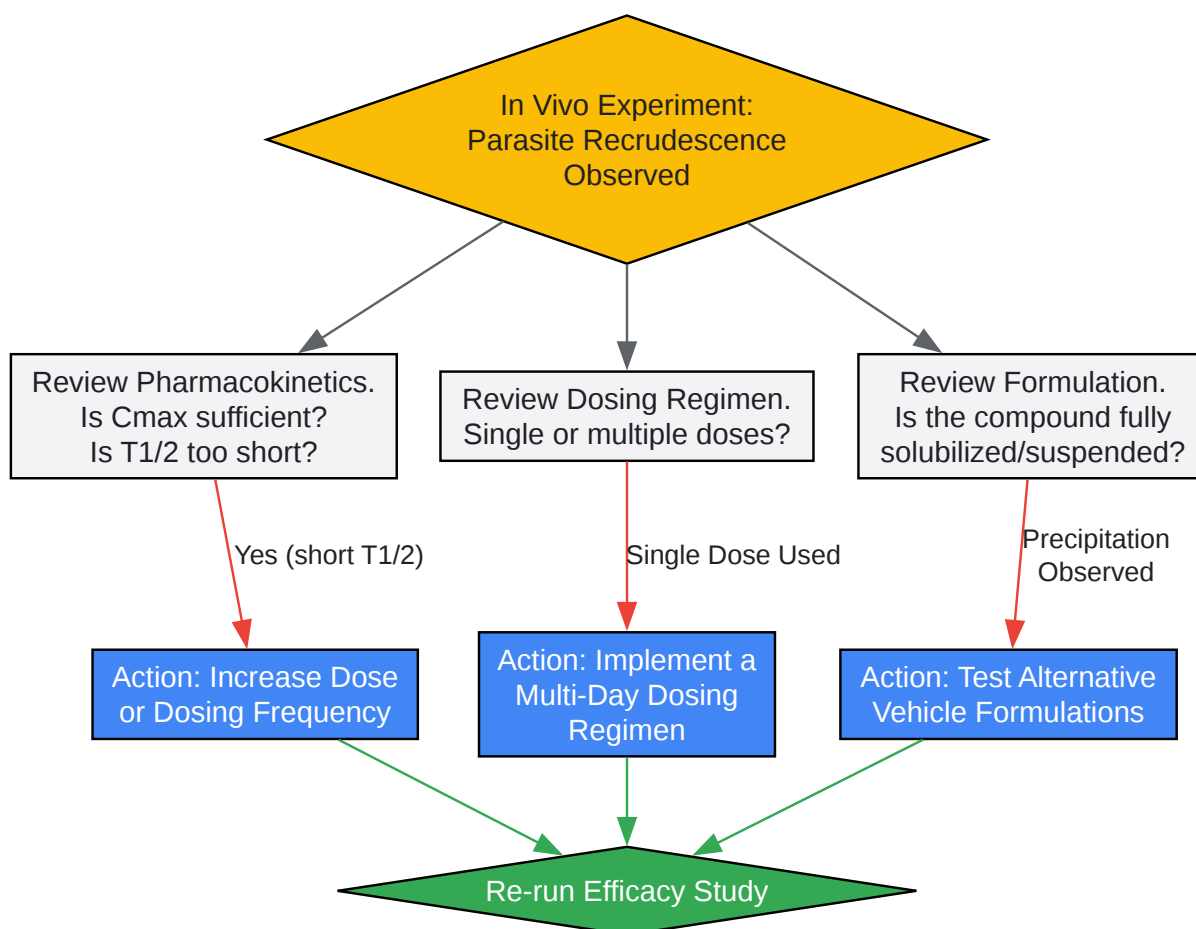 In Vivo Experiment:
Parasite Recrudescence
Observed
Review Pharmacokinetics.
Is Cmax sufficient?
Is T1/2 too short?
Review Dosing Regimen.
Single or multiple doses?
Review Formulation.
Is the compound fully
solubilized/suspended?
Yes (short T1/2)
Single Dose Used
Precipitation
Observed
Action: Increase Dose
or Dosing Frequency
Action: Implement a
Multi-Day Dosing
Regimen
Action: Test Alternative
Vehicle Formulations
Re-run Efficacy Study